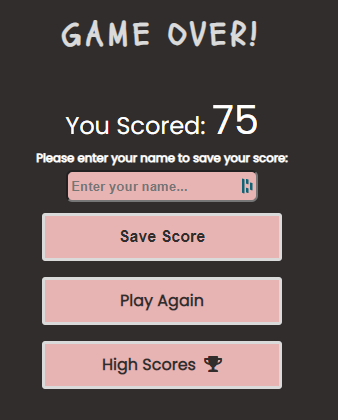 GAME OVER!
You Scored: 75
Please enter your name to save your score:
Enter your name...
Save Score
Play Again
High Scores